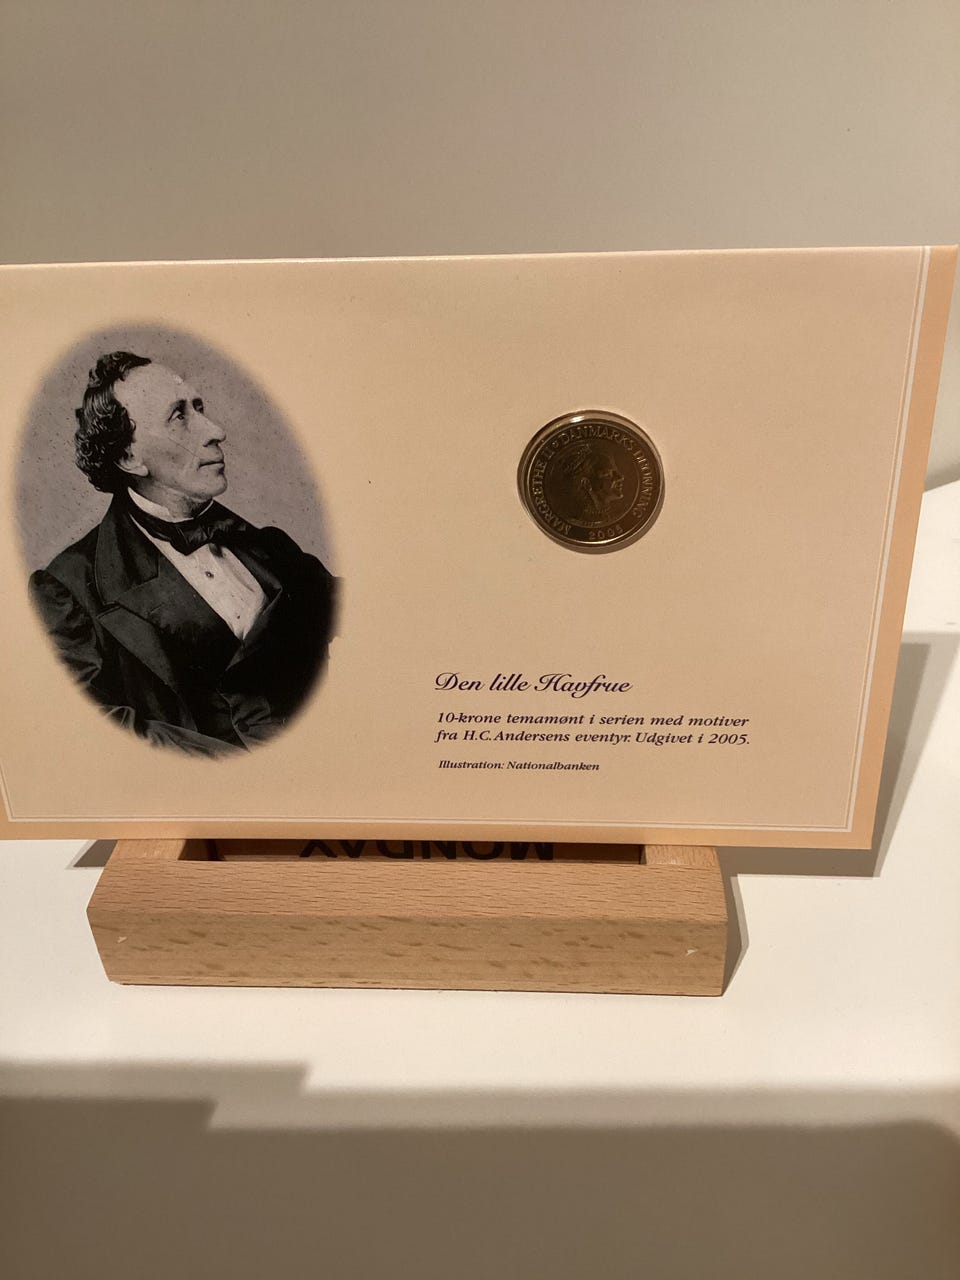 MARGRETHE II DANMARKS DRONNING
2005
Den lille Havfrue
10-krone temamønt i serien med motiver
fra H.C. Andersens eventyr. Udgivet i 2005.
Illustration: Nationalbanken
MONDAY